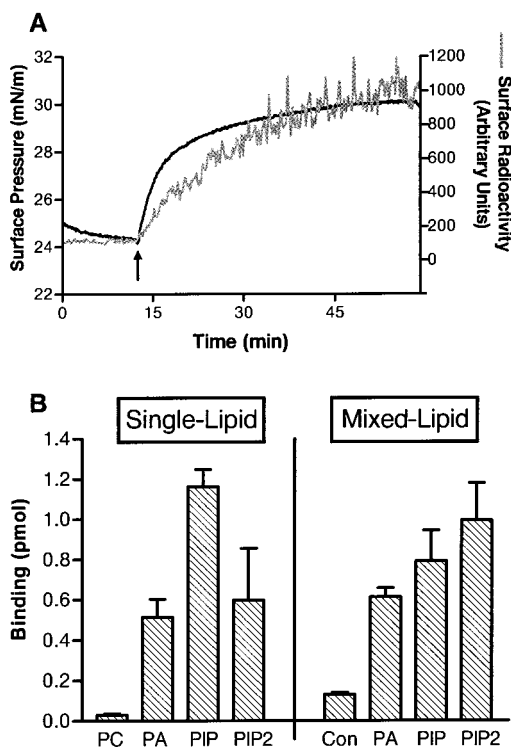 A
32
30
28
26
24
22
Surface Pressure (mN/m)
1200
1000
800
600
400
200
0
Surface Radioactivity
(Arbitrary Units)
0
15
30
45
Time (min)
B
Single-Lipid
Mixed-Lipid
1.4
1.2
1.0
0.8
0.6
0.4
0.2
0.0
Binding (pmol)
PC PA PIP PIP2 Con PA PIP PIP2